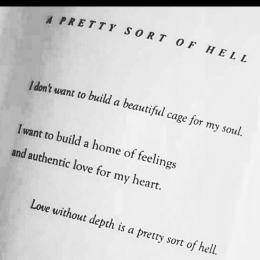 A PRETTY SORT OF HELL
I don't want to build a beautiful cage for my soul.
I want to build a home of feelings
and authentic love for my heart.
Love without depth is a pretty sort of hell.